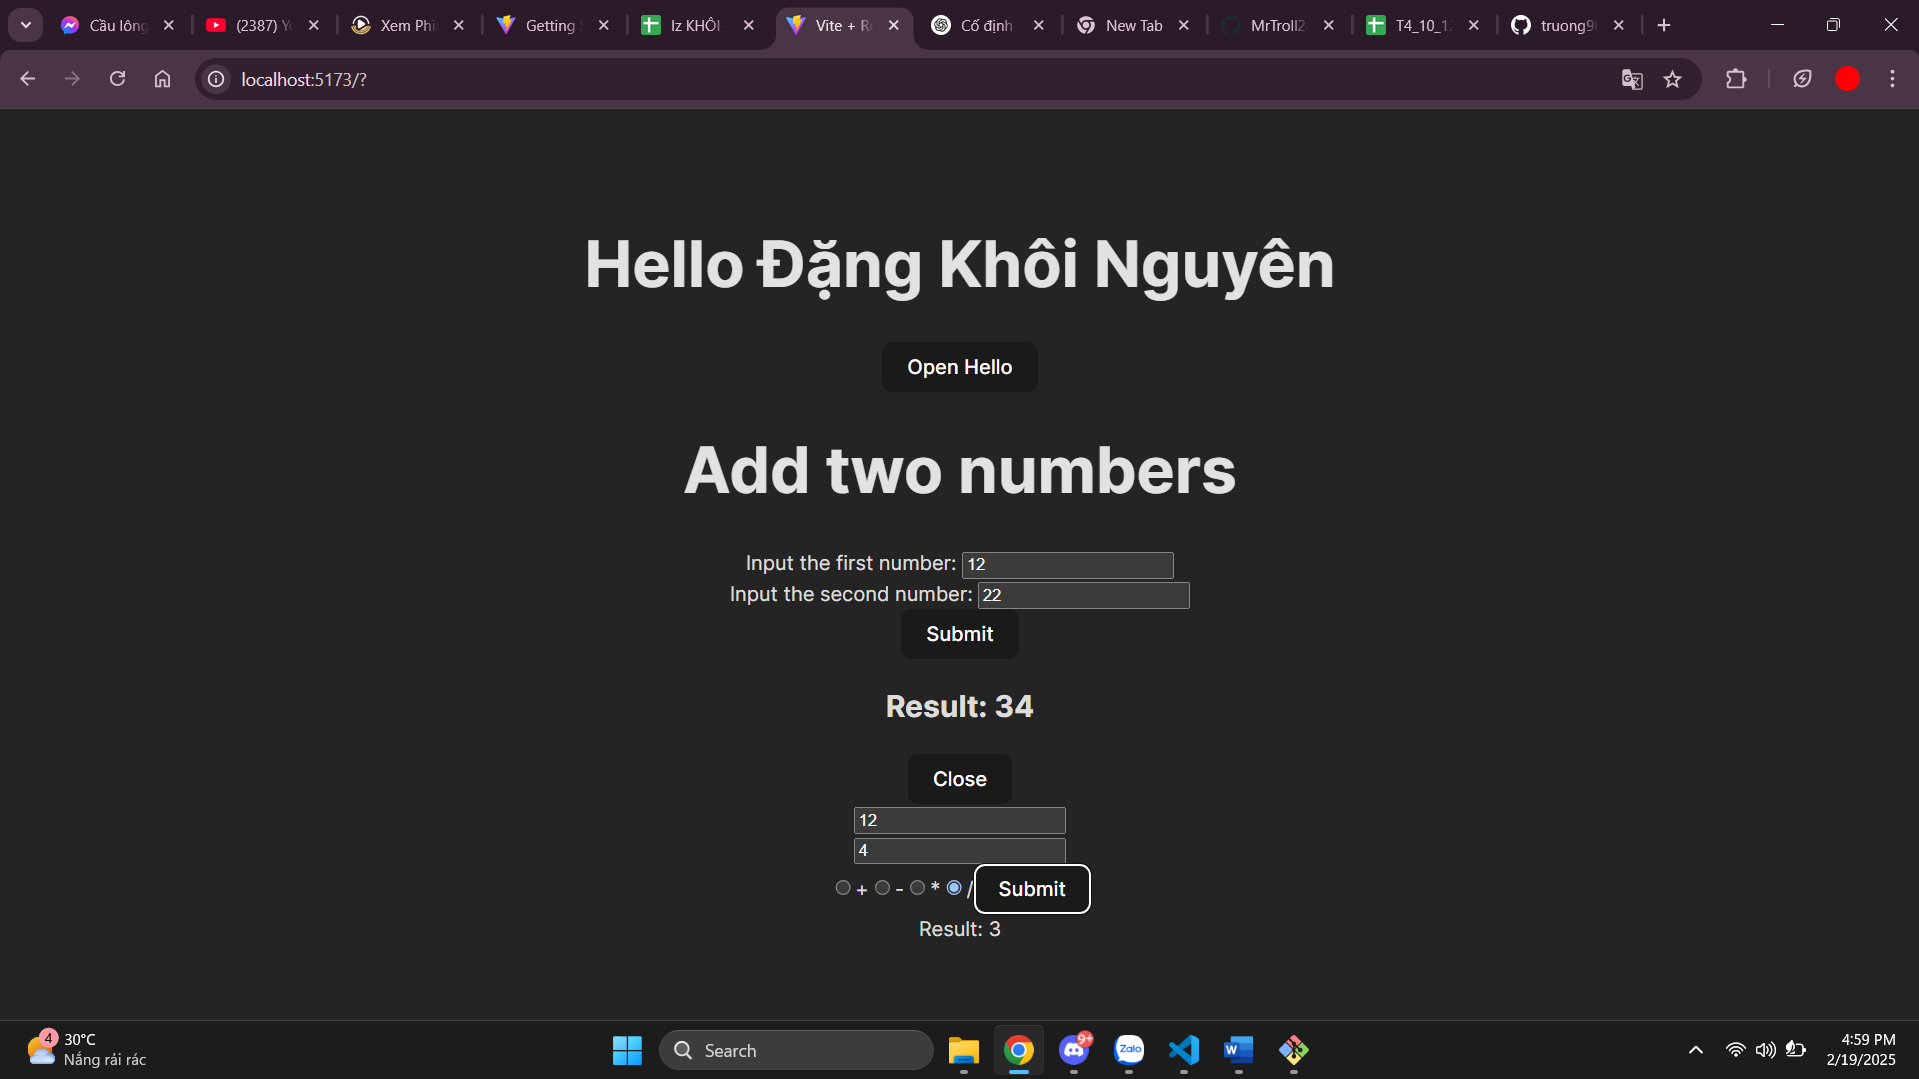 Cầu lông
(2387) Yo
Xem Phi
Getting S
Iz KHÔI -
Vite + Re
Cố định
New Tab
MrTroll2
T4_10_12
truong9
localhost:5173/?
Hello Đặng Khôi Nguyên
Open Hello
Add two numbers
Input the first number: 12
Input the second number: 22
Submit
Result: 34
Close
12
4
+ - * / Submit
Result: 3
4
30°C
Nắng rải rác
Search
9+
Zalo
W
4:59 PM
2/19/2025